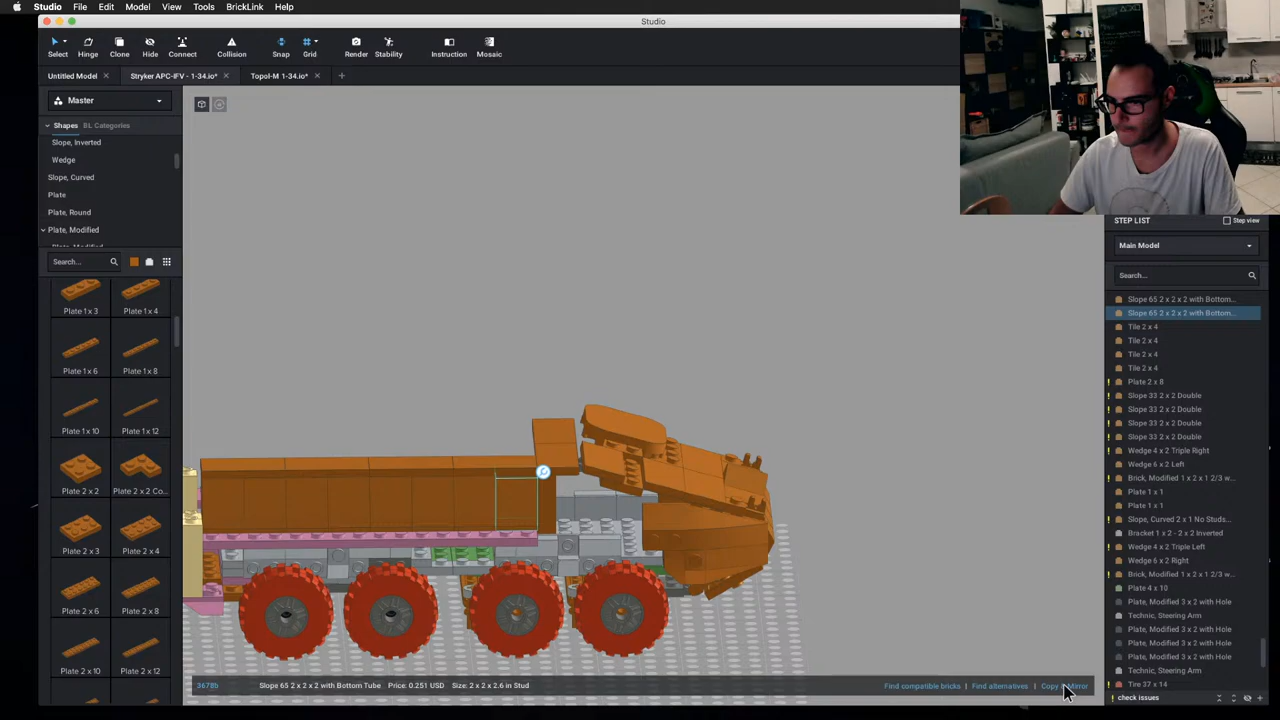 Studio File Edit Model View Tools BrickLink Help
Studio
Select Hinge Clone Hide Connect Collision Snap Grid Render Stability Instruction Mosaic
Untitled Model Stryker APC-IFV - 1-34.io* Topol-M 1-34.io*
Master
Shapes BL Categories
Slope, Inverted
Wedge
Slope, Curved
Plate
Plate, Round
Plate, Modified
Search...
Plate 1 x 3 Plate 1 x 4
Plate 1 x 6 Plate 1 x 8
Plate 1 x 10 Plate 1 x 12
Plate 2 x 2 Plate 2 x 2 Co...
Plate 2 x 3 Plate 2 x 4
Plate 2 x 6 Plate 2 x 8
Plate 2 x 12
3678b Slope 65 2 x 2 x 2 with Bottom Tube Price: 0.251 USD Size: 2 x 2 x 2.6 in Stud
Find compatible bricks | Find alternatives | Copy & Mirror
STEP LIST Step view
Main Model
Search...
Slope 65 2 x 2 x 2 with Bottom...
Slope 65 2 x 2 x 2 with Bottom...
Tile 2 x 4
Tile 2 x 4
Tile 2 x 4
Tile 2 x 4
Plate 2 x 8
Slope 33 2 x 2 Double
Slope 33 2 x 2 Double
Slope 33 2 x 2 Double
Slope 33 2 x 2 Double
Wedge 4 x 2 Triple Right
Wedge 6 x 2 Left
Brick, Modified 1 x 2 x 1 2/3 w...
Plate 1 x 1
Plate 1 x 1
Slope, Curved 2 x 1 No Studs...
Bracket 1 x 2 - 2 x 2 Inverted
Wedge 4 x 2 Triple Left
Wedge 6 x 2 Right
Brick, Modified 1 x 2 x 1 2/3 w...
Plate 4 x 10
Plate, Modified 3 x 2 with Hole
Technic, Steering Arm
Plate, Modified 3 x 2 with Hole
Plate, Modified 3 x 2 with Hole
Plate, Modified 3 x 2 with Hole
Technic, Steering Arm
Tire 37 x 14
check issues